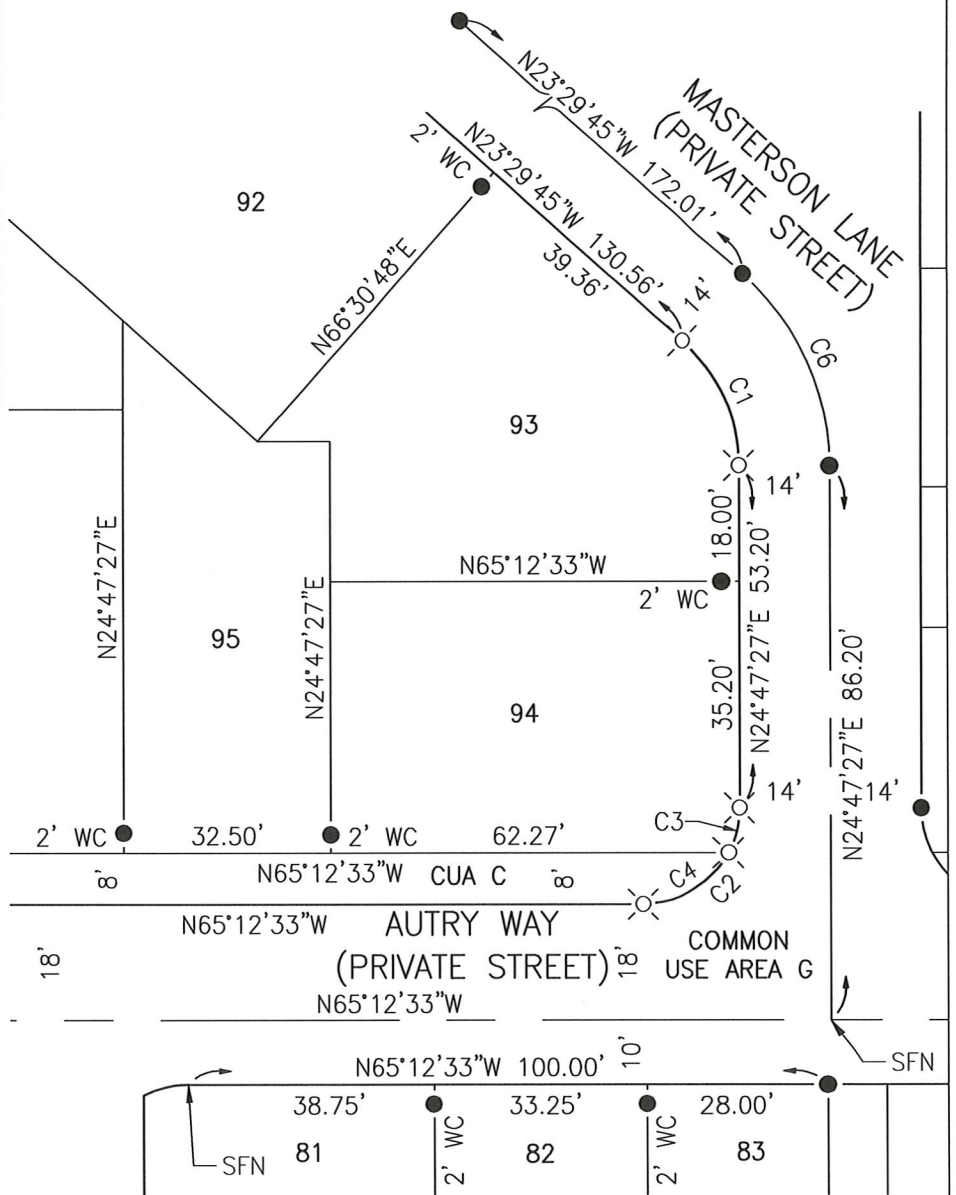 N23°29'45"W 172.01'
MASTERSON LANE
(PRIVATE STREET)
2' WC
N23°29'45"W 130.56'
39.36'
14'
92
N66°30'48"E
C6
C1
93
14'
18.00'
N65°12'33"W
2' WC
N24°47'27"E 53.20'
N24°47'27"E
N24°47'27"E
95
94
35.20'
N24°47'27"E 86.20'
14'
14'
C3
2' WC
32.50'
2' WC
62.27'
8'
N65°12'33"W
CUA C
8'
C4
C2
N65°12'33"W
AUTRY WAY
(PRIVATE STREET)
18'
18'
COMMON
USE AREA G
N65°12'33"W
SFN
N65°12'33"W 100.00'
10'
38.75'
33.25'
28.00'
SFN
81
2' WC
82
2' WC
83